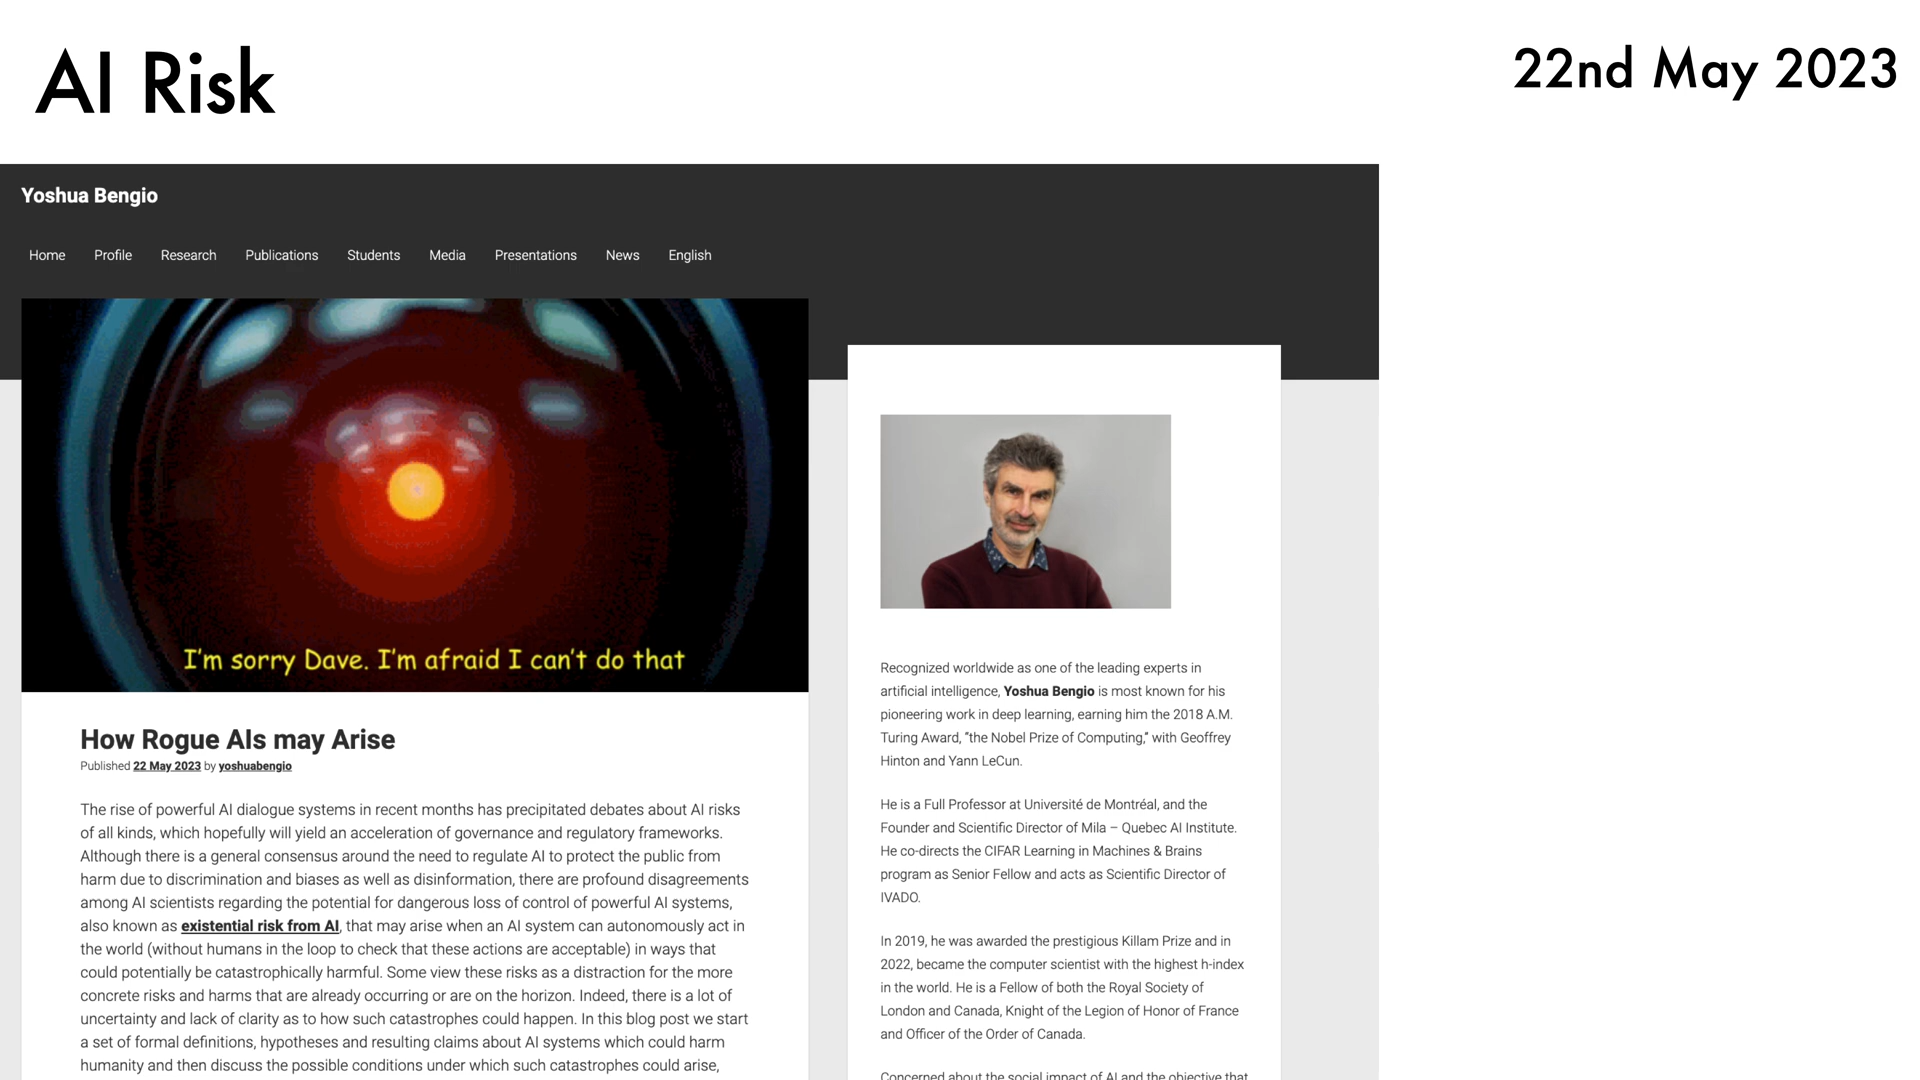 AI Risk
22nd May 2023
Yoshua Bengio
Home Profile Research Publications Students Media Presentations News English
I'm sorry Dave. I'm afraid I can't do that
How Rogue AIs may Arise
Published 22 May 2023 by yoshuabengio
The rise of powerful AI dialogue systems in recent months has precipitated debates about AI risks
of all kinds, which hopefully will yield an acceleration of governance and regulatory frameworks.
Although there is a general consensus around the need to regulate AI to protect the public from
harm due to discrimination and biases as well as disinformation, there are profound disagreements
among AI scientists regarding the potential for dangerous loss of control of powerful AI systems,
also known as existential risk from AI, that may arise when an AI system can autonomously act in
the world (without humans in the loop to check that these actions are acceptable) in ways that
could potentially be catastrophically harmful. Some view these risks as a distraction for the more
concrete risks and harms that are already occurring or are on the horizon. Indeed, there is a lot of
uncertainty and lack of clarity as to how such catastrophes could happen. In this blog post we start
a set of formal definitions, hypotheses and resulting claims about AI systems which could harm
humanity and then discuss the possible conditions under which such catastrophes could arise,
Recognized worldwide as one of the leading experts in
artificial intelligence, Yoshua Bengio is most known for his
pioneering work in deep learning, earning him the 2018 A.M.
Turing Award, “the Nobel Prize of Computing,” with Geoffrey
Hinton and Yann LeCun.
He is a Full Professor at Université de Montréal, and the
Founder and Scientific Director of Mila – Quebec AI Institute.
He co-directs the CIFAR Learning in Machines & Brains
program as Senior Fellow and acts as Scientific Director of
IVADO.
In 2019, he was awarded the prestigious Killam Prize and in
2022, became the computer scientist with the highest h-index
in the world. He is a Fellow of both the Royal Society of
London and Canada, Knight of the Legion of Honor of France
and Officer of the Order of Canada.
Concerned about the social impact of AI and the objective that